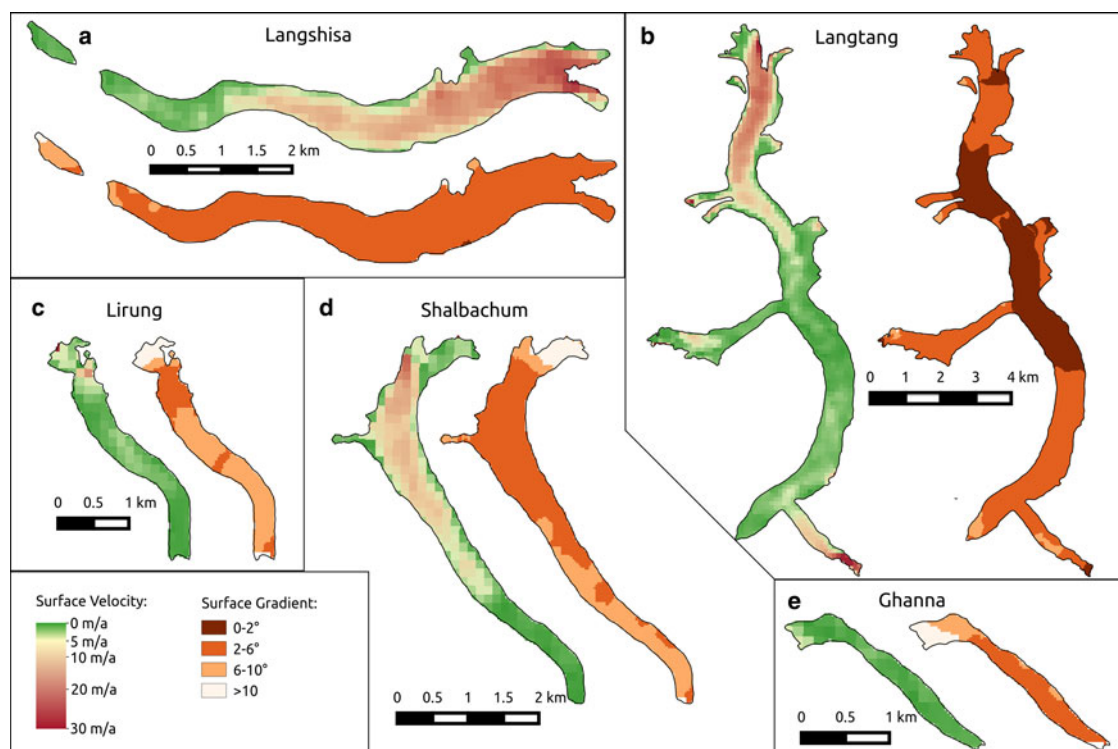 a
Langshisa
0 0.5 1 1.5 2 km
b
Langtang
0 1 2 3 4 km
c
Lirung
0 0.5 1 km
d
Shalbachum
0 0.5 1 1.5 2 km
e
Ghanna
0 0.5 1 km
Surface Velocity:
0 m/a
5 m/a
10 m/a
20 m/a
30 m/a
Surface Gradient:
0-2°
2-6°
6-10°
>10